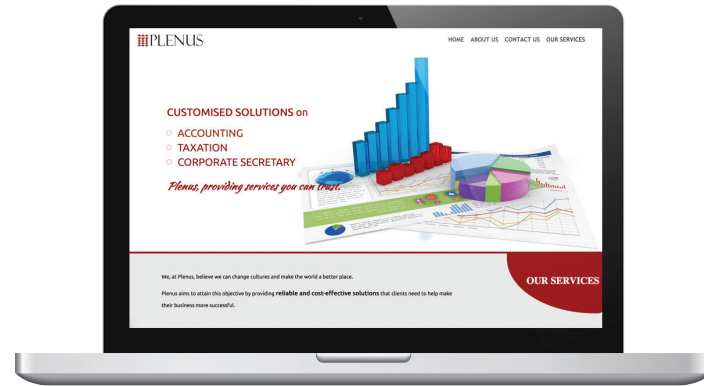 PLENUS
HOME ABOUT US CONTACT US OUR SERVICES
CUSTOMISED SOLUTIONS on
ACCOUNTING
TAXATION
CORPORATE SECRETARY
Plenus, providing services you can trust.
We, at Plenus, believe we can change cultures and make the world a better place.
Plenus aims to attain this objective by providing reliable and cost-effective solutions that clients need to help make
their business more successful.
OUR SERVICES